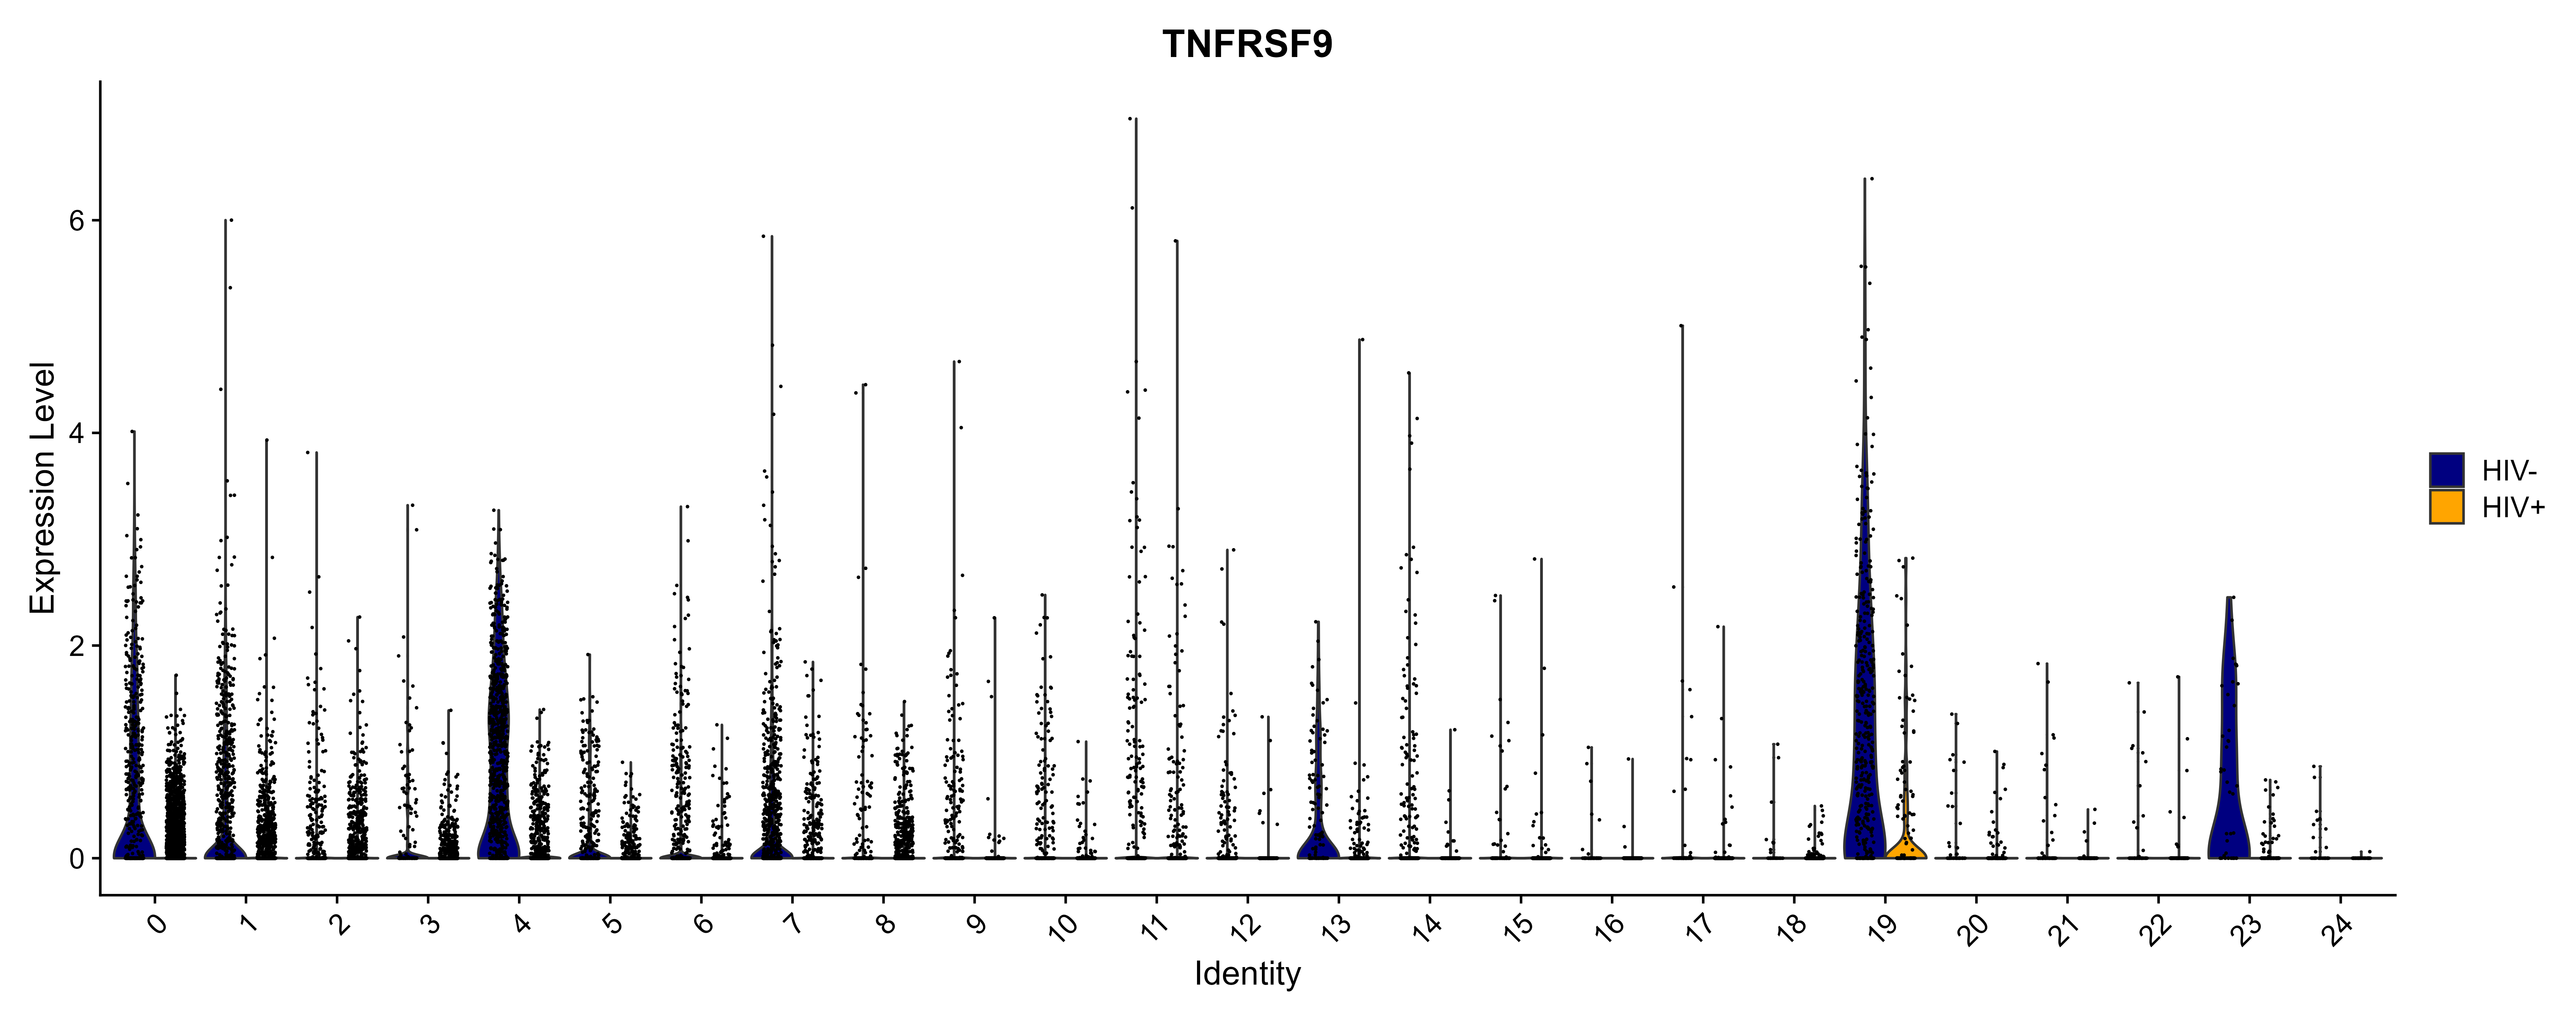 TNFRSF9
Expression Level
6
4
2
0
0 1 2 3 4 5 6 7 8 9 10 11 12 13 14 15 16 17 18 19 20 21 22 23 24
Identity
HIV-
HIV+